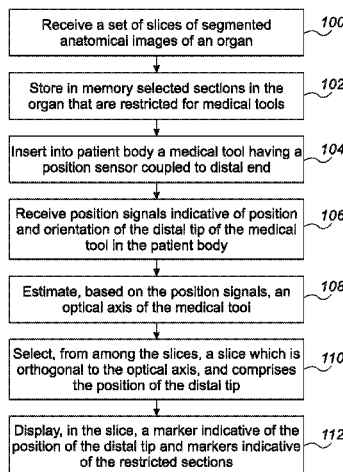 Receive a set of slices of segmented
anatomical images of an organ
100
Store in memory selected sections in the
organ that are restricted for medical tools
102
Insert into patient body a medical tool having a
position sensor coupled to distal end
104
Receive position signals indicative of position
and orientation of the distal tip of the medical
tool in the patient body
106
Estimate, based on the position signals, an
optical axis of the medical tool
108
Select, from among the slices, a slice which is
orthogonal to the optical axis, and comprises
the position of the distal tip
110
Display, in the slice, a marker indicative of the
position of the distal tip and markers indicative
of the restricted sections
112